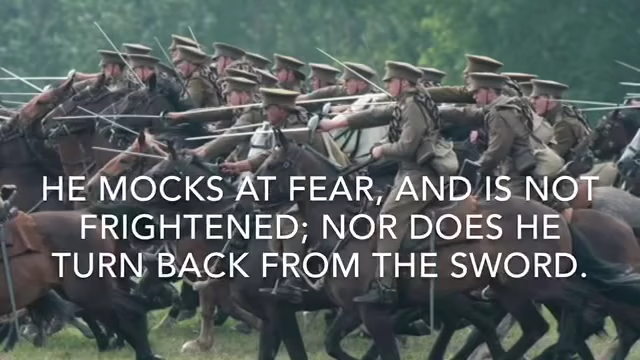 HE MOCKS AT FEAR, AND IS NOT
FRIGHTENED; NOR DOES HE
TURN BACK FROM THE SWORD.